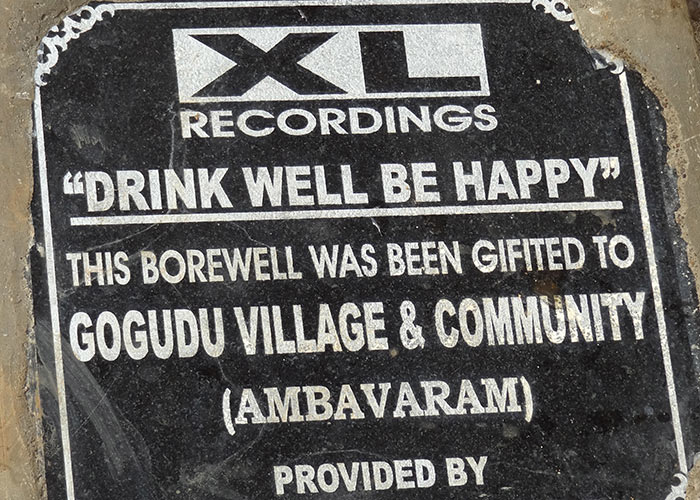 XL
RECORDINGS
“DRINK WELL BE HAPPY”
THIS BOREWELL WAS BEEN GIFITED TO
GOGUDU VILLAGE & COMMUNITY
(AMBAVARAM)
PROVIDED BY